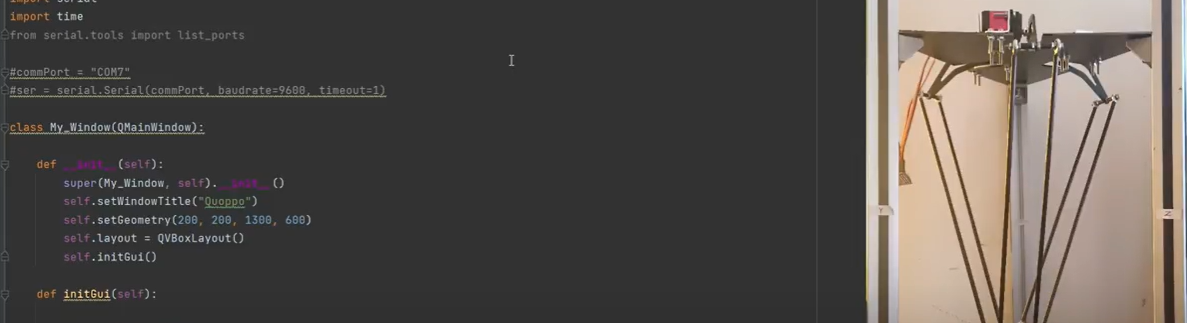 import serial
import time
from serial.tools import list_ports
#commPort = "COM7"
#ser = serial.Serial(commPort, baudrate=9600, timeout=1)
class My_Window(QMainWindow):
def __init__(self):
super(My_Window, self).__init__()
self.setWindowTitle("Quoppo")
self.setGeometry(200, 200, 1300, 600)
self.layout = QVBoxLayout()
self.initGui()
def initGui(self):